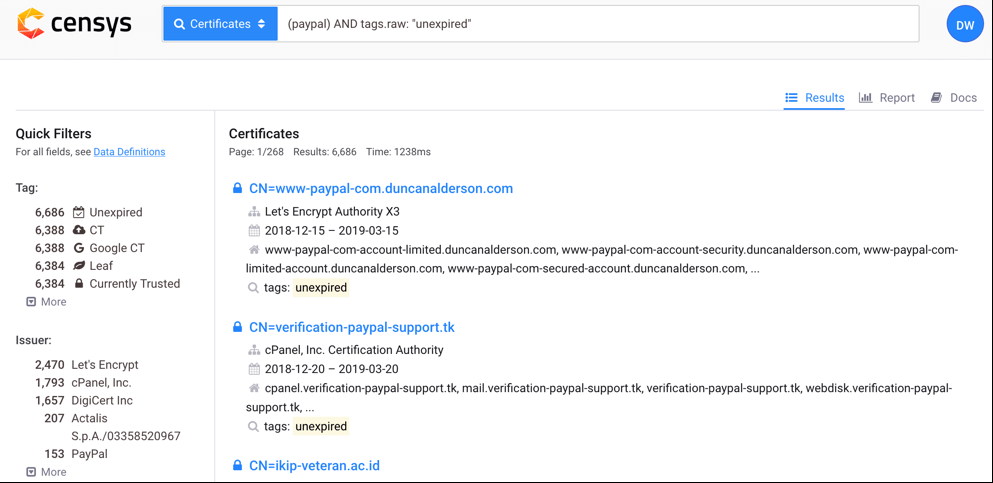 censys
Certificates
(paypal) AND tags.raw: "unexpired"
DW
Results
Report
Docs
Quick Filters
For all fields, see Data Definitions
Tag:
6,686 Unexpired
6,388 CT
6,388 Google CT
6,384 Leaf
6,384 Currently Trusted
More
Issuer:
2,470 Let's Encrypt
1,793 cPanel, Inc.
1,657 DigiCert Inc
207 Actalis
S.p.A./03358520967
153 PayPal
More
Certificates
Page: 1/268 Results: 6,686 Time: 1238ms
CN=www-paypal-com.duncanalderson.com
Let's Encrypt Authority X3
2018-12-15 – 2019-03-15
www-paypal-com-account-limited.duncanalderson.com, www-paypal-com-account-security.duncanalderson.com, www-paypal-com-
limited-account.duncanalderson.com, www-paypal-com-secured-account.duncanalderson.com, ...
tags: unexpired
CN=verification-paypal-support.tk
cPanel, Inc. Certification Authority
2018-12-20 – 2019-03-20
cpanel.verification-paypal-support.tk, mail.verification-paypal-support.tk, verification-paypal-support.tk, webdisk.verification-paypal-
support.tk, ...
tags: unexpired
CN=ikip-veteran.ac.id